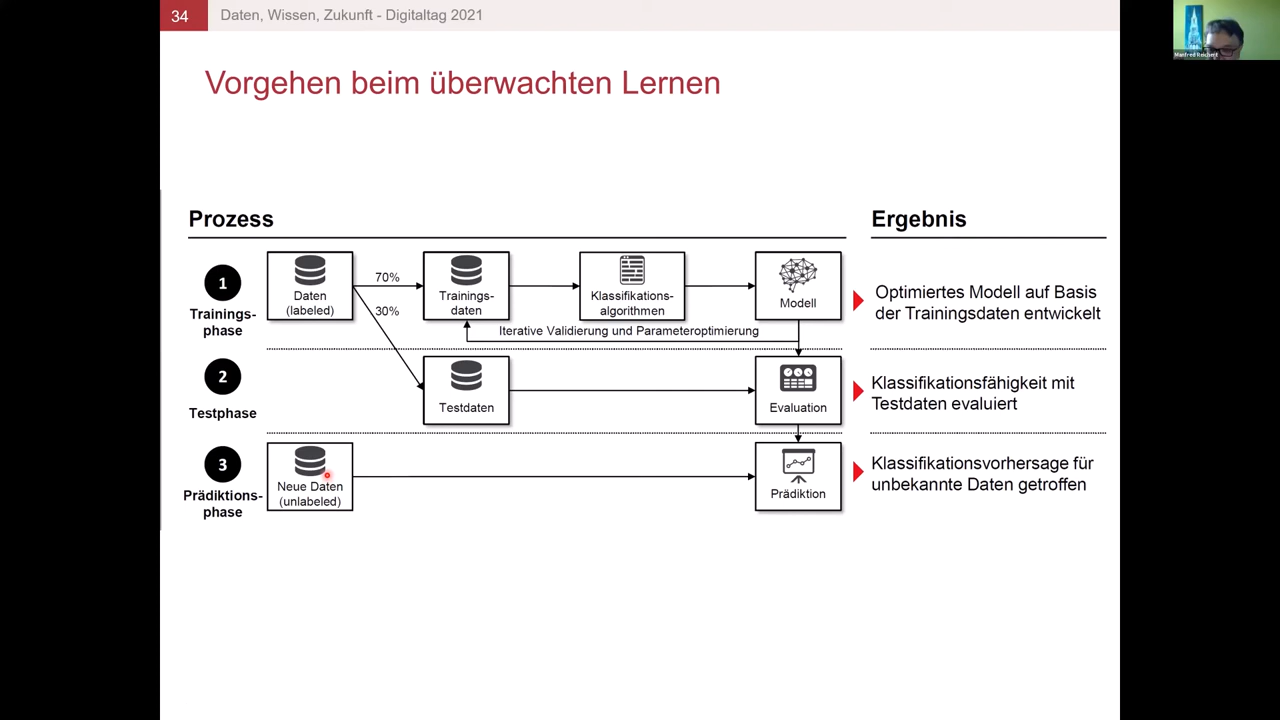 34
Daten, Wissen, Zukunft - Digitaltag 2021
Manfred Reichert
Vorgehen beim überwachten Lernen
Prozess
Ergebnis
1
Trainings-
phase
Daten
(labeled)
70%
30%
Trainings-
daten
Klassifikations-
algorithmen
Modell
Iterative Validierung und Parameteroptimierung
Optimiertes Modell auf Basis
der Trainingsdaten entwickelt
2
Testphase
Testdaten
Evaluation
Klassifikationsfähigkeit mit
Testdaten evaluiert
3
Prädiktions-
phase
Neue Daten
(unlabeled)
Prädiktion
Klassifikationsvorhersage für
unbekannte Daten getroffen